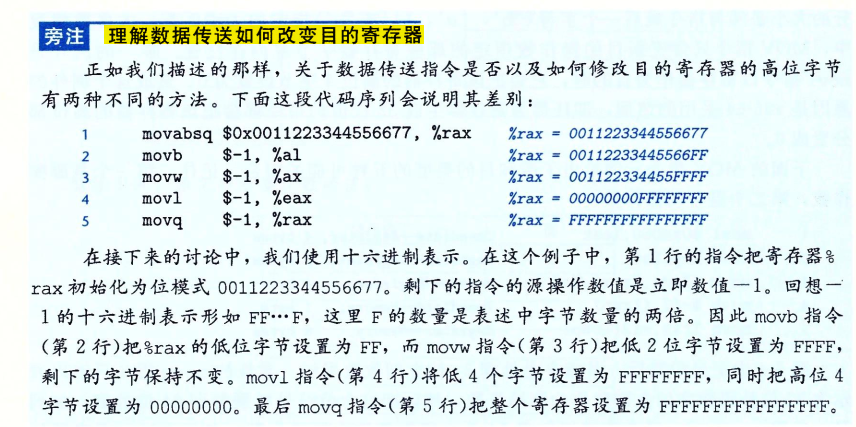 旁注 理解数据传送如何改变目的寄存器
正如我们描述的那样，关于数据传送指令是否以及如何修改目的寄存器的高位字节
有两种不同的方法。下面这段代码序列会说明其差别：
1 movabsq $0x0011223344556677, %rax %rax = 0011223344556677
2 movb $-1, %al %rax = 00112233445566FF
3 movw $-1, %ax %rax = 001122334455FFFF
4 movl $-1, %eax %rax = 00000000FFFFFFFF
5 movq $-1, %rax %rax = FFFFFFFFFFFFFFFF
在接下来的讨论中，我们使用十六进制表示。在这个例子中，第 1 行的指令把寄存器%
rax 初始化为位模式 0011223344556677。剩下的指令的源操作数值是立即数值－1。回想－
1 的十六进制表示形如 FF…F，这里 F 的数量是表述中字节数量的两倍。因此 movb 指令
(第 2 行)把%rax 的低位字节设置为 FF，而 movw 指令(第 3 行)把低 2 位字节设置为 FFFF，
剩下的字节保持不变。movl 指令(第 4 行)将低 4 个字节设置为 FFFFFFFF，同时把高位 4
字节设置为 00000000。最后 movq 指令(第 5 行)把整个寄存器设置为 FFFFFFFFFFFFFFFF。